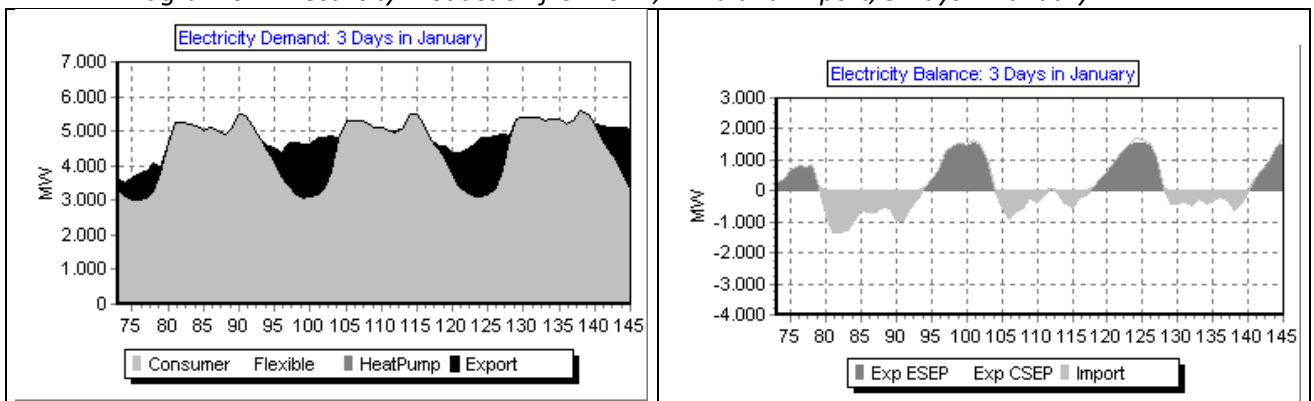 Electricity Demand: 3 Days in January
7.000
6.000
5.000
4.000
3.000
2.000
1.000
0
MW
75 80 85 90 95 100 105 110 115 120 125 130 135 140 145
Consumer Flexible HeatPump Export
Electricity Balance: 3 Days in January
3.000
2.000
1.000
0
-1.000
-2.000
-3.000
-4.000
MW
75 80 85 90 95 100 105 110 115 120 125 130 135 140 145
Exp ESEP Exp CSEP Import